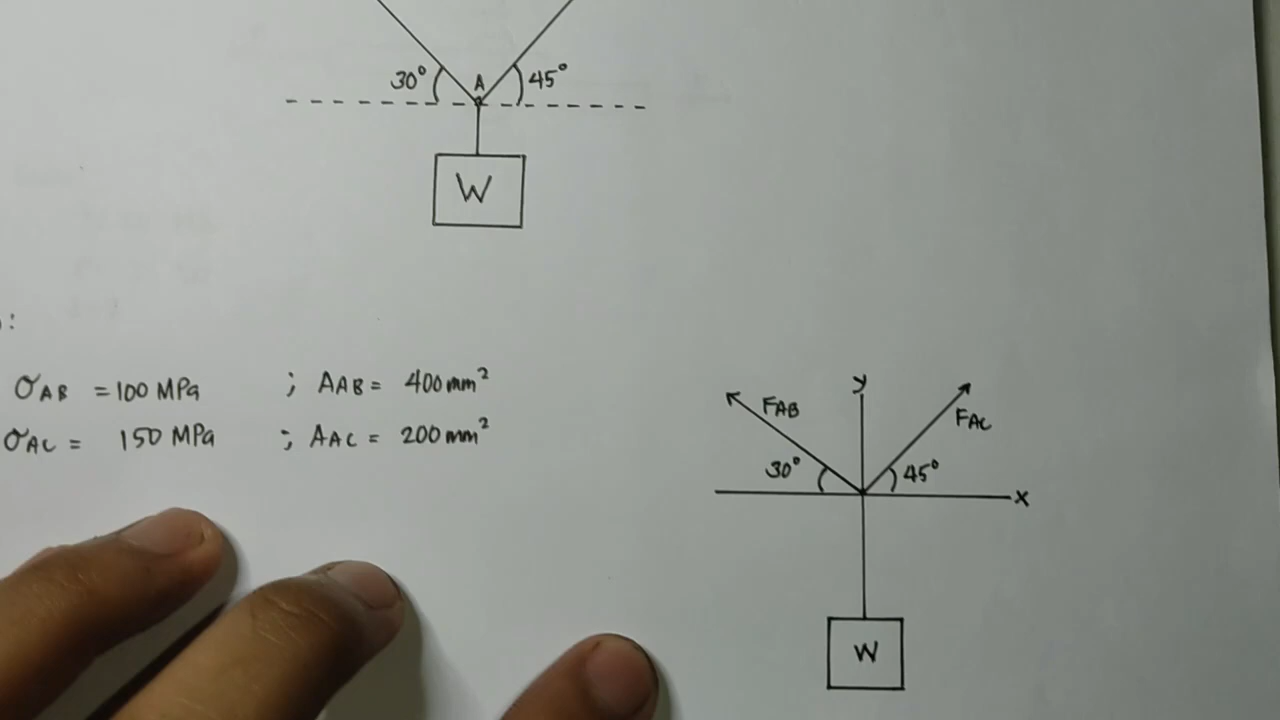 30° A 45°
W
:
σAB = 100 MPa ; AAB = 400 mm²
σAC = 150 MPa ; AAC = 200 mm²
y
FAB FAC
30° 45°
x
W